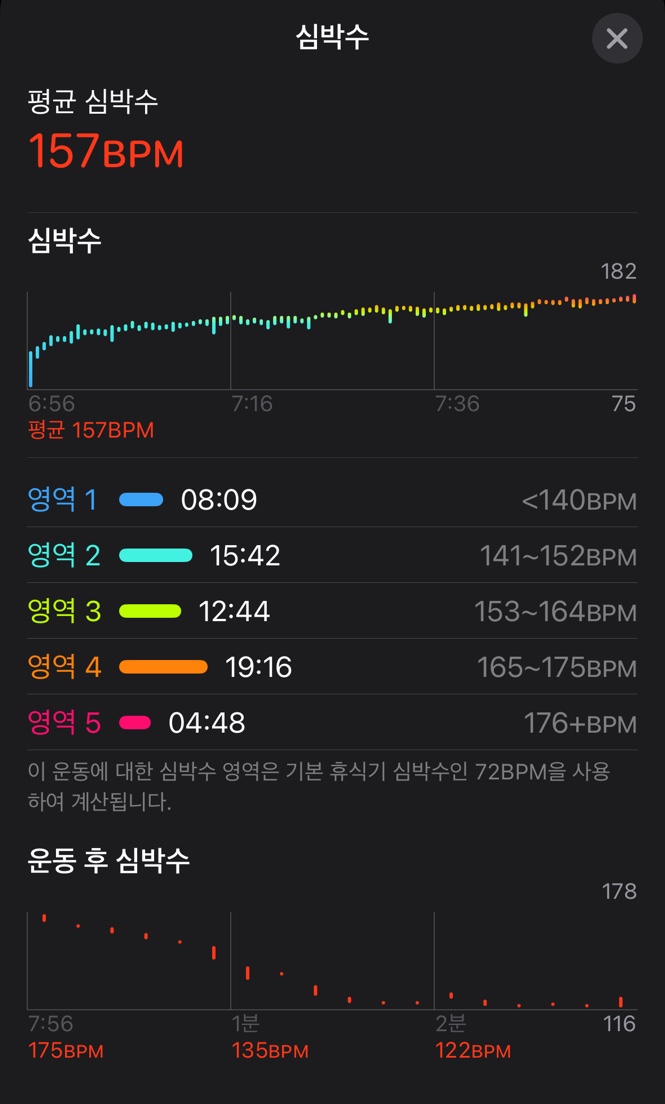 심박수
평균 심박수
157BPM
심박수
182
6:56 7:16 7:36 75
평균 157BPM
영역 1 08:09 <140BPM
영역 2 15:42 141~152BPM
영역 3 12:44 153~164BPM
영역 4 19:16 165~175BPM
영역 5 04:48 176+BPM
이 운동에 대한 심박수 영역은 기본 휴식기 심박수인 72BPM을 사용
하여 계산됩니다.
운동 후 심박수
178
7:56 1분 2분 116
175BPM 135BPM 122BPM